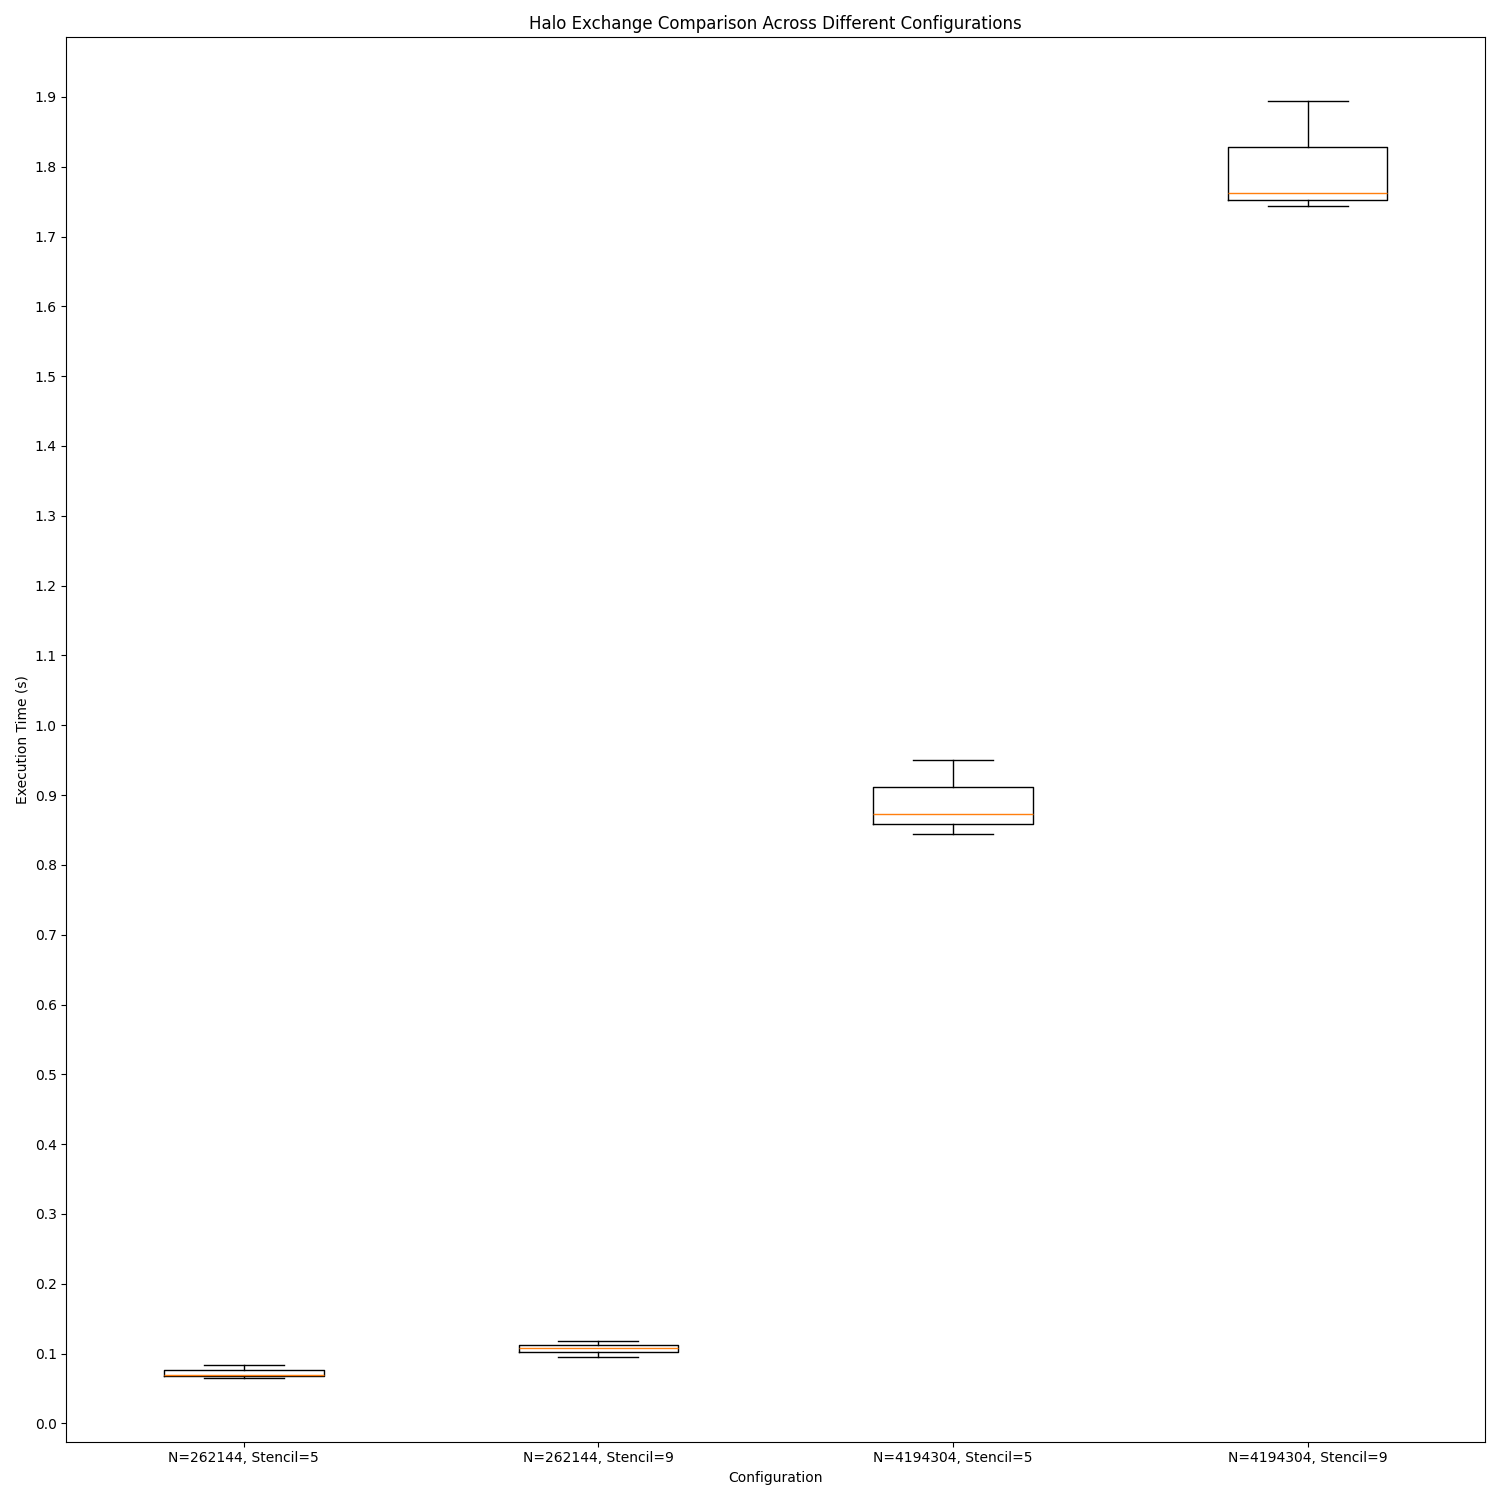 Halo Exchange Comparison Across Different Configurations
1.9
1.8
1.7
1.6
1.5
1.4
1.3
1.2
1.1
1.0
0.9
0.8
0.7
0.6
0.5
0.4
0.3
0.2
0.1
0.0
Execution Time (s)
N=262144, Stencil=5
N=262144, Stencil=9
N=4194304, Stencil=5
N=4194304, Stencil=9
Configuration